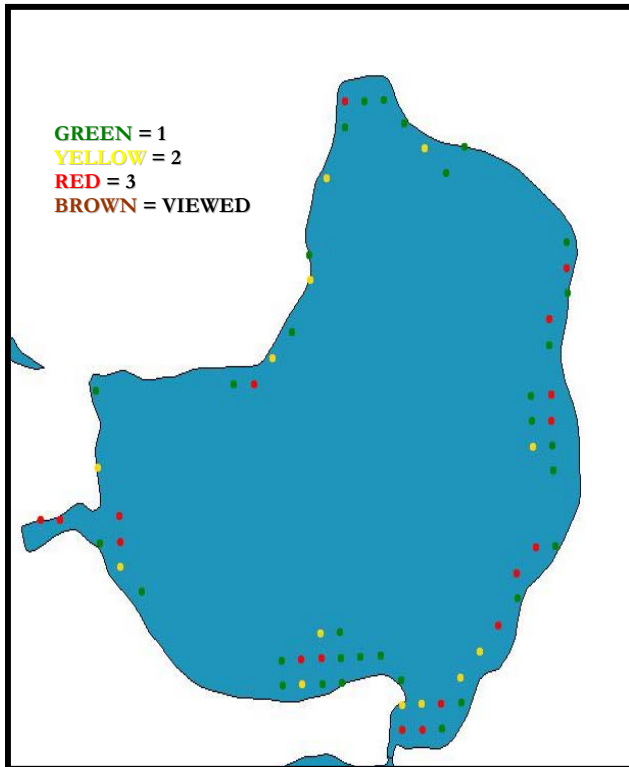 GREEN = 1
YELLOW = 2
RED = 3
BROWN = VIEWED